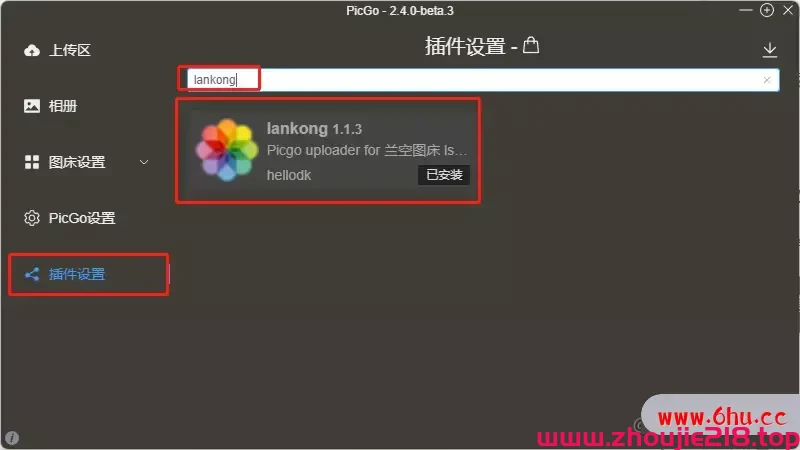 PicGo - 2.4.0-beta.3
上传区
相册
图床设置
PicGo设置
插件设置
插件设置 -
lankong
lankong 1.1.3
Picgo uploader for 兰空图床 ls...
hellodk
已安装
www.6hu.cc
www.zhoujie218.top